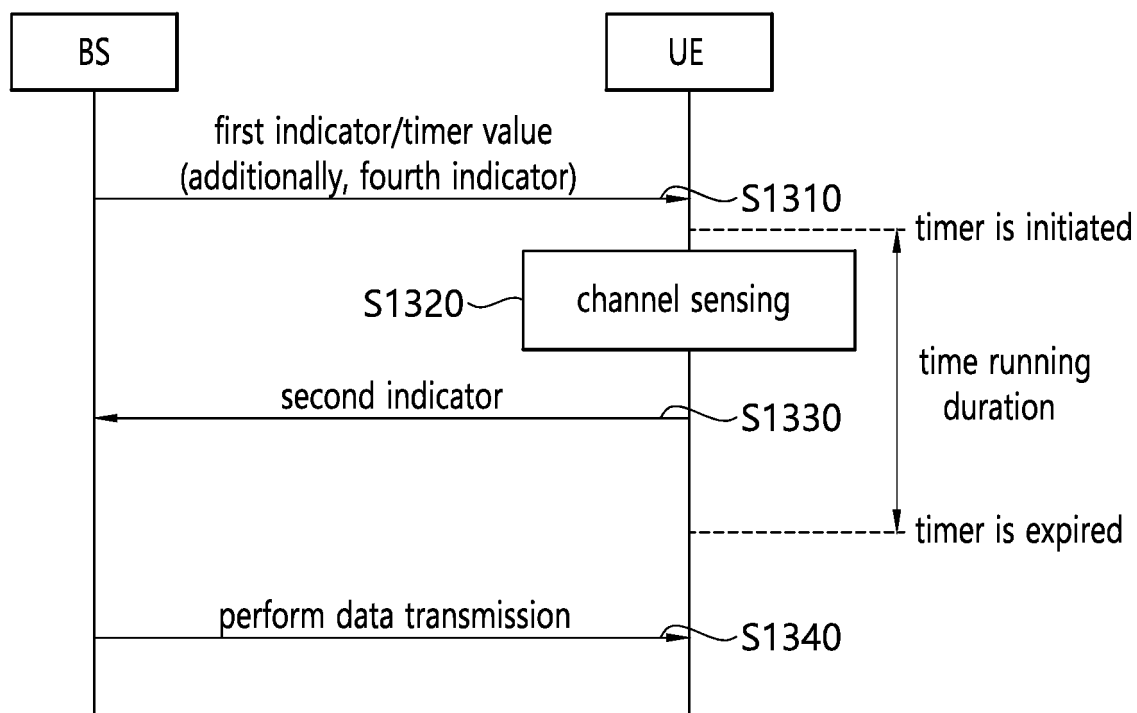 BS
UE
first indicator/timer value
(additionally, fourth indicator)
S1310
timer is initiated
S1320
channel sensing
time running
duration
second indicator
S1330
timer is expired
perform data transmission
S1340